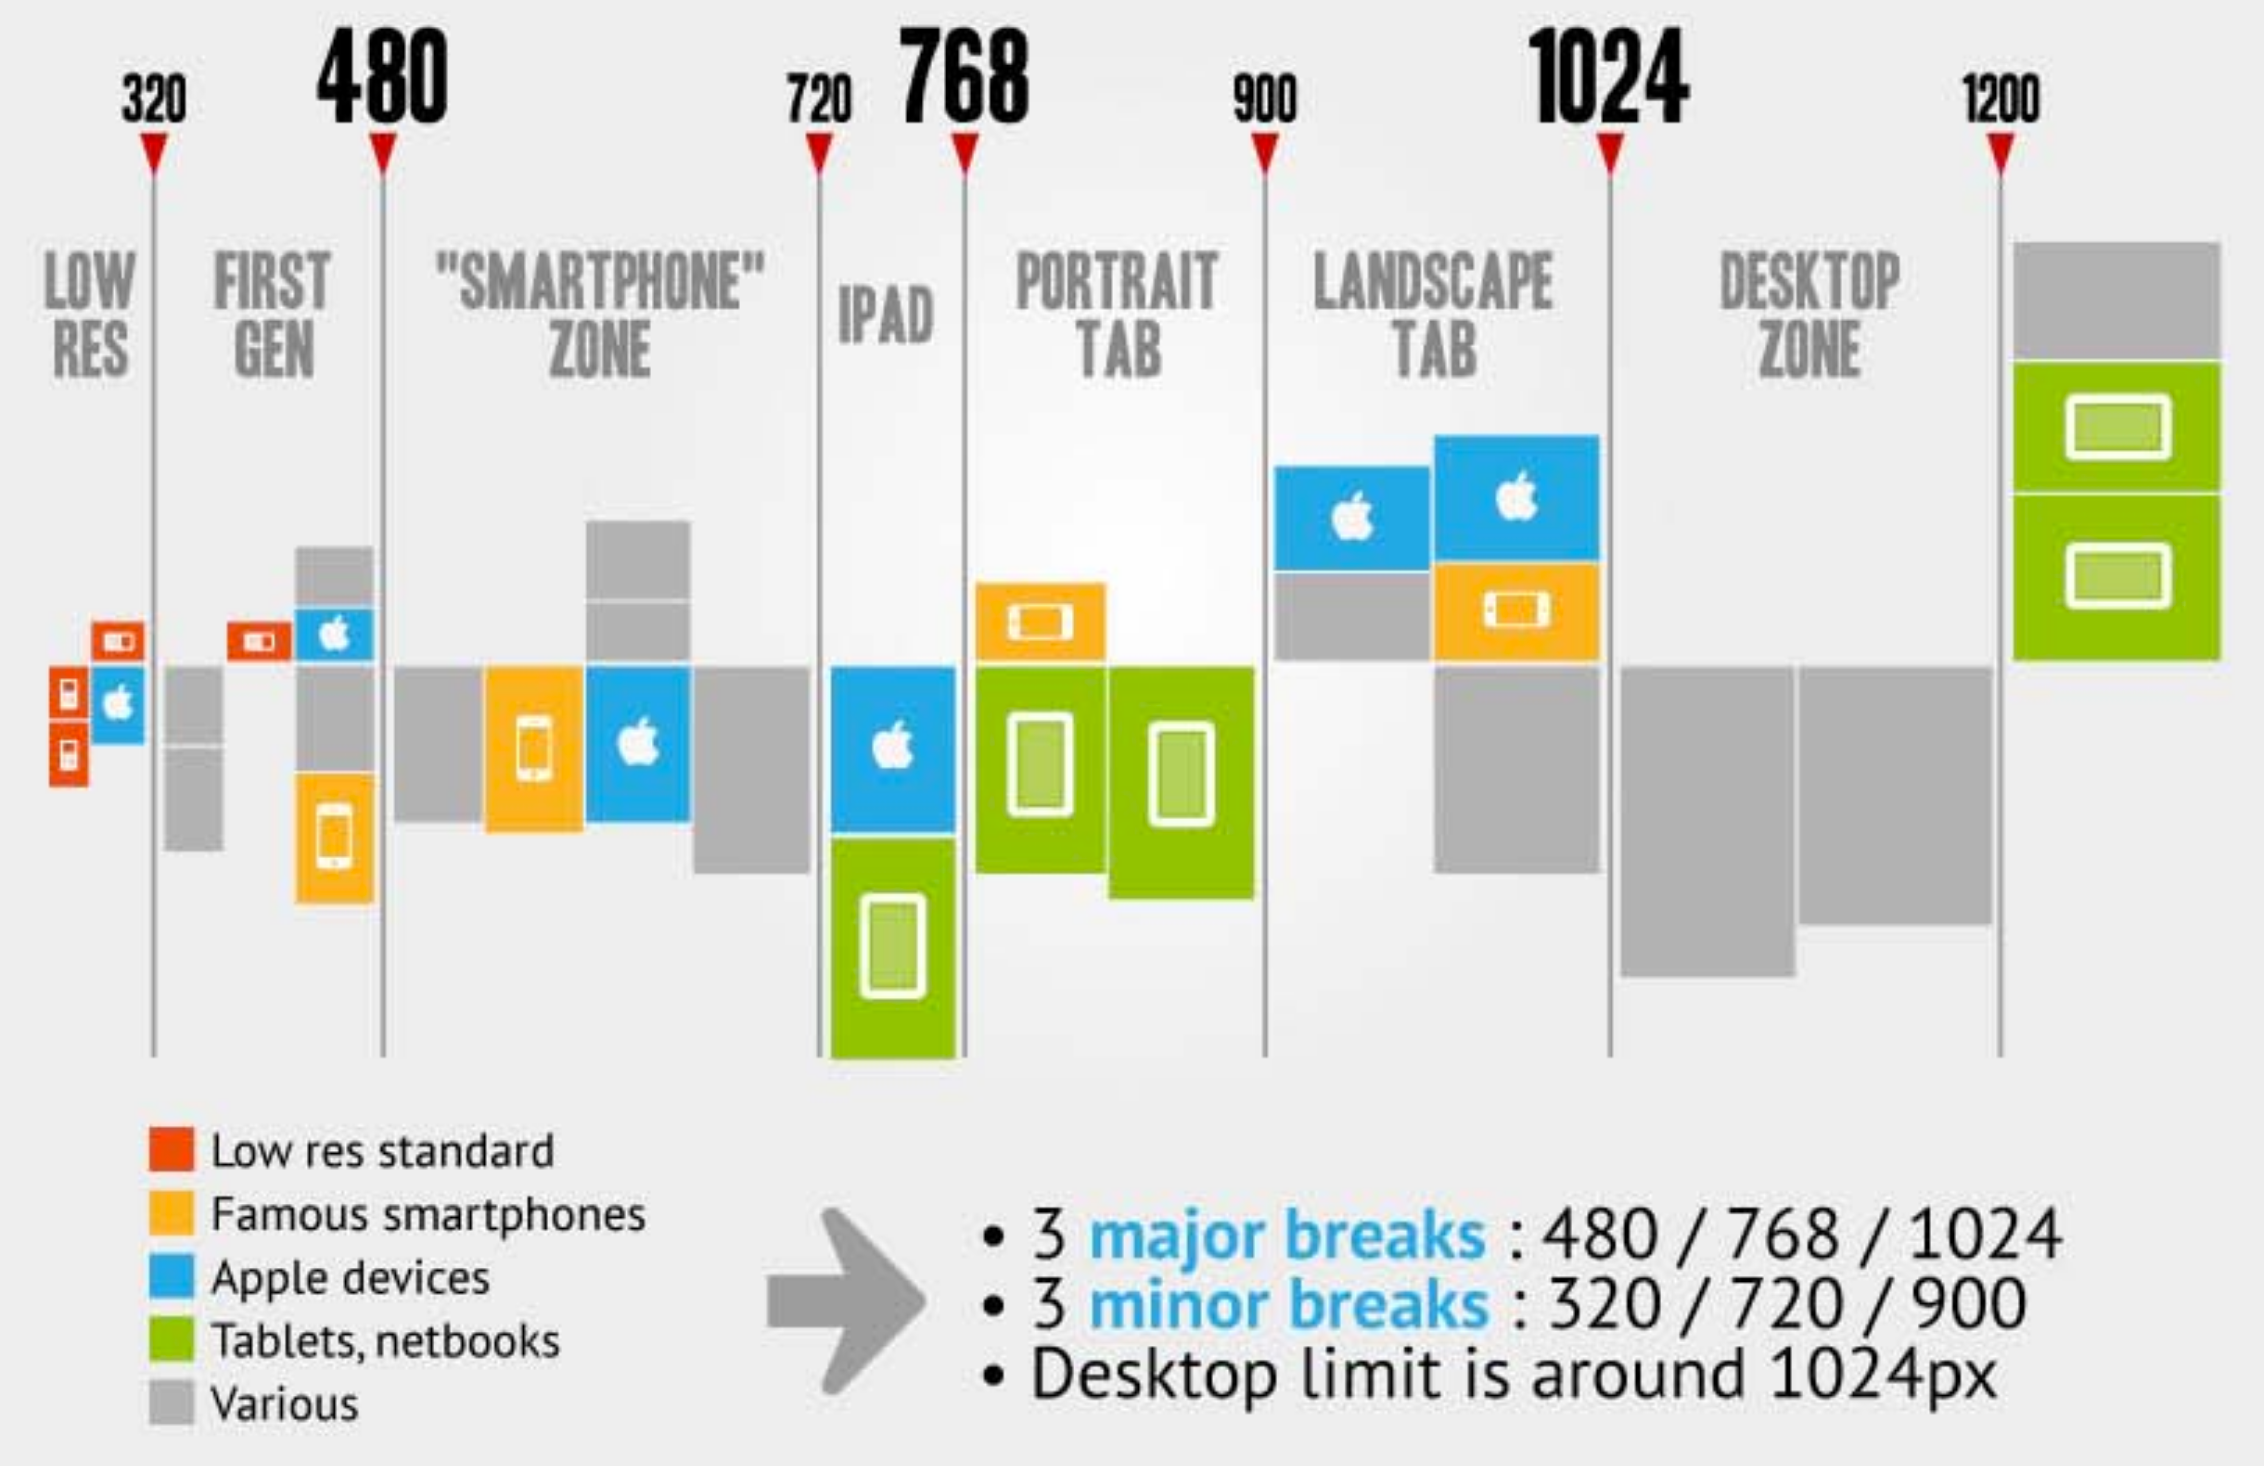 320
480
720
768
900
1024
1200
LOW
RES
FIRST
GEN
"SMARTPHONE"
ZONE
IPAD
PORTRAIT
TAB
LANDSCAPE
TAB
DESKTOP
ZONE
Low res standard
Famous smartphones
Apple devices
Tablets, netbooks
Various
• 3 major breaks : 480 / 768 / 1024
• 3 minor breaks : 320 / 720 / 900
• Desktop limit is around 1024px